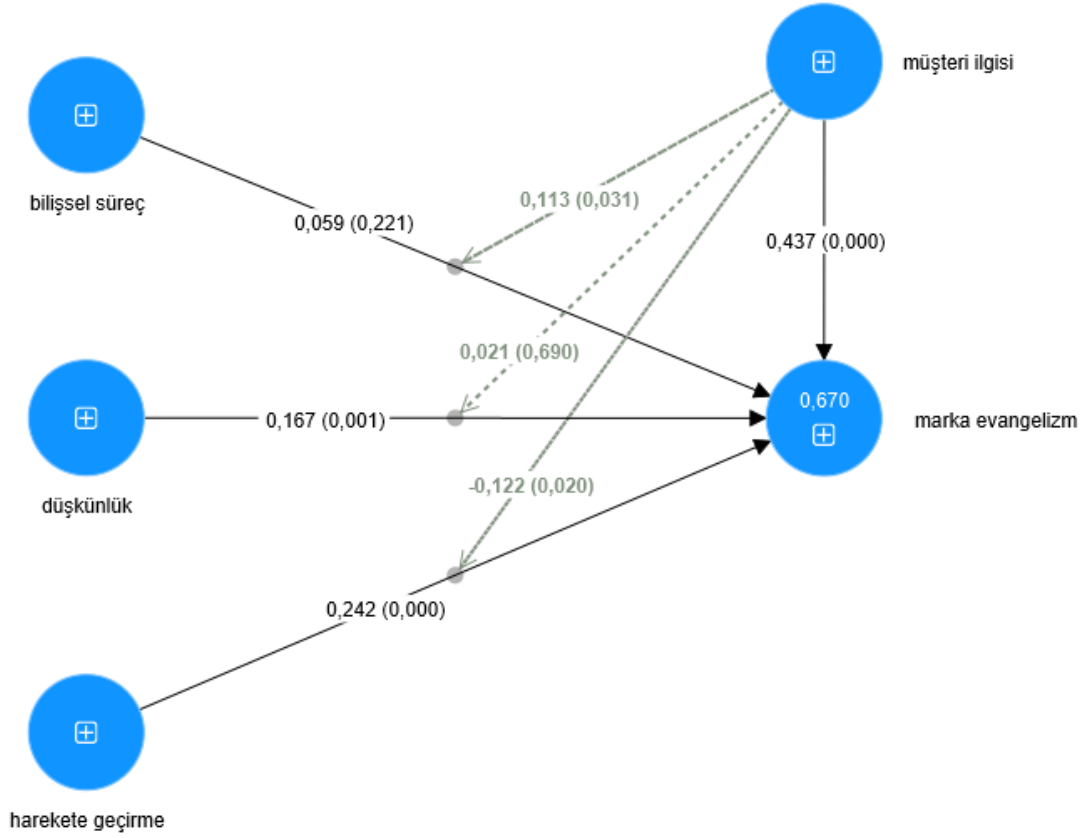 müşteri ilgisi
bilişsel süreç
0,113 (0,031)
0,059 (0,221)
0,437 (0,000)
0,021 (0,690)
0,670
0,167 (0,001)
marka evangelizm
-0,122 (0,020)
düşkünlük
0,242 (0,000)
harekete geçirme